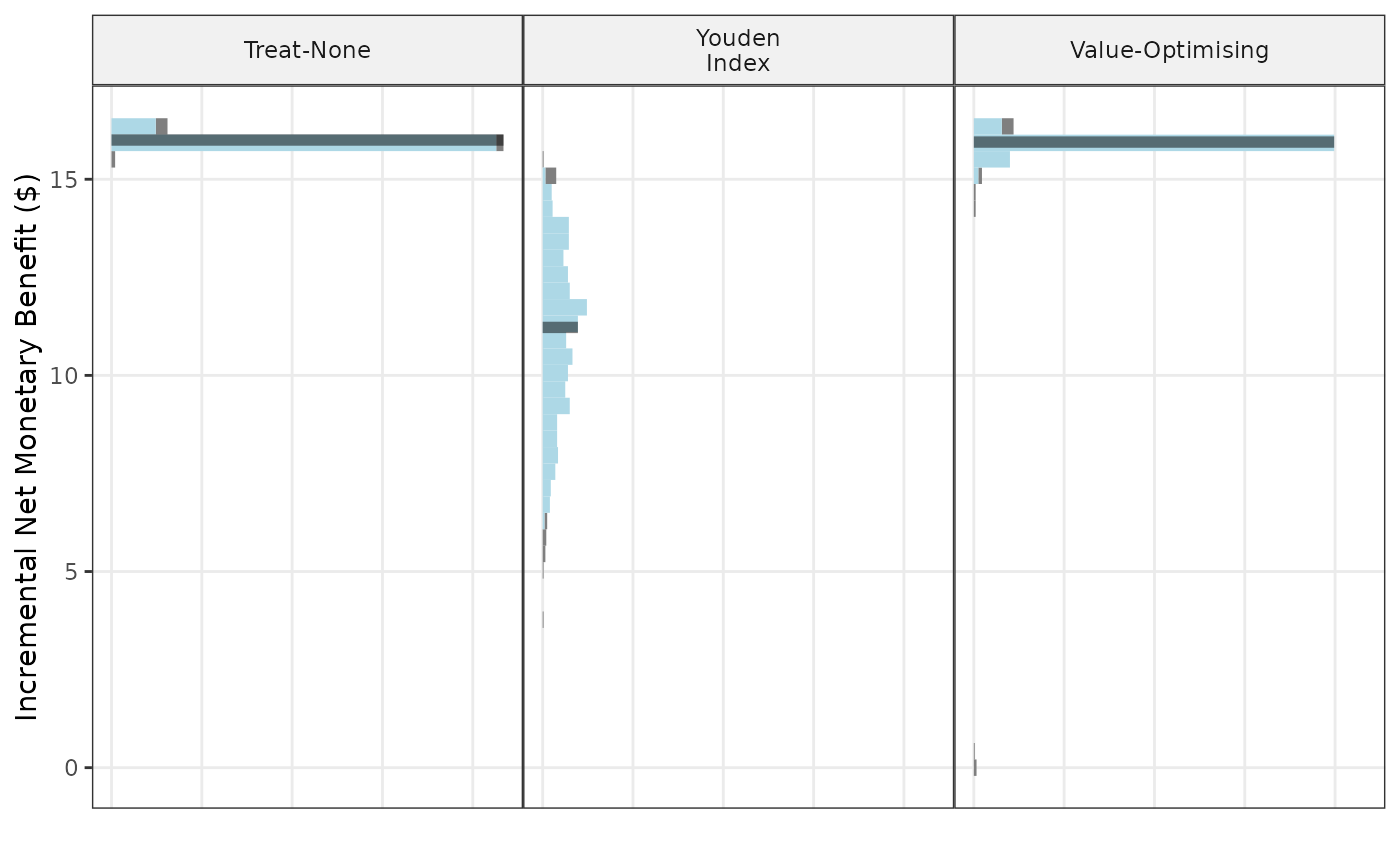 Treat-None
Youden
Index
Value-Optimising
Incremental Net Monetary Benefit ($)
15
10
5
0